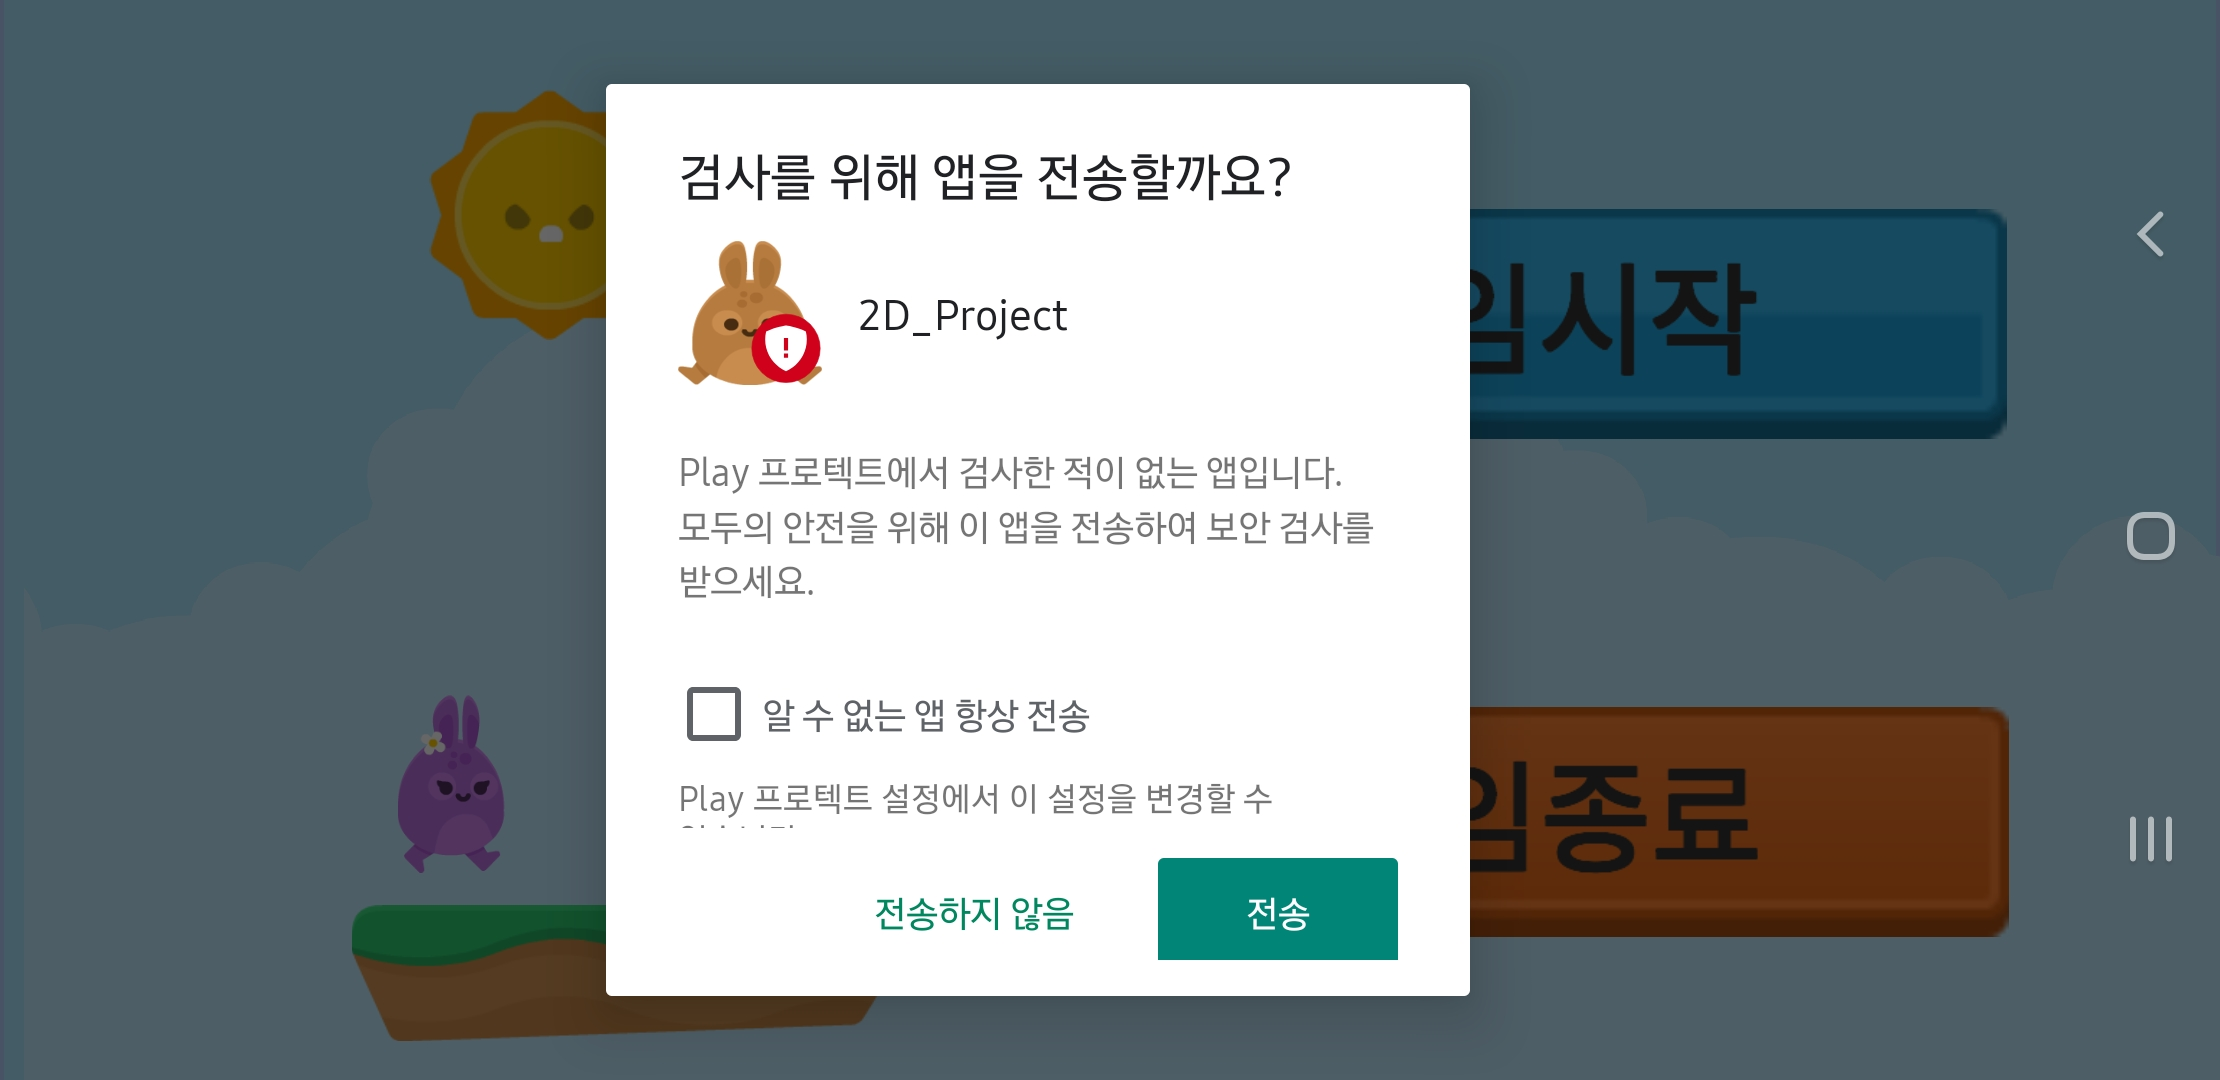 검사를 위해 앱을 전송할까요?
2D_Project
Play 프로텍트에서 검사한 적이 없는 앱입니다.
모두의 안전을 위해 이 앱을 전송하여 보안 검사를
받으세요.
알 수 없는 앱 항상 전송
Play 프로텍트 설정에서 이 설정을 변경할 수
전송하지 않음
전송
임시작
임종료